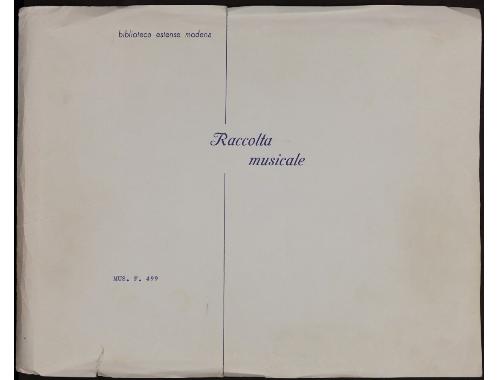 biblioteca estense modena
Raccolta
musicale
MUS. F. 499